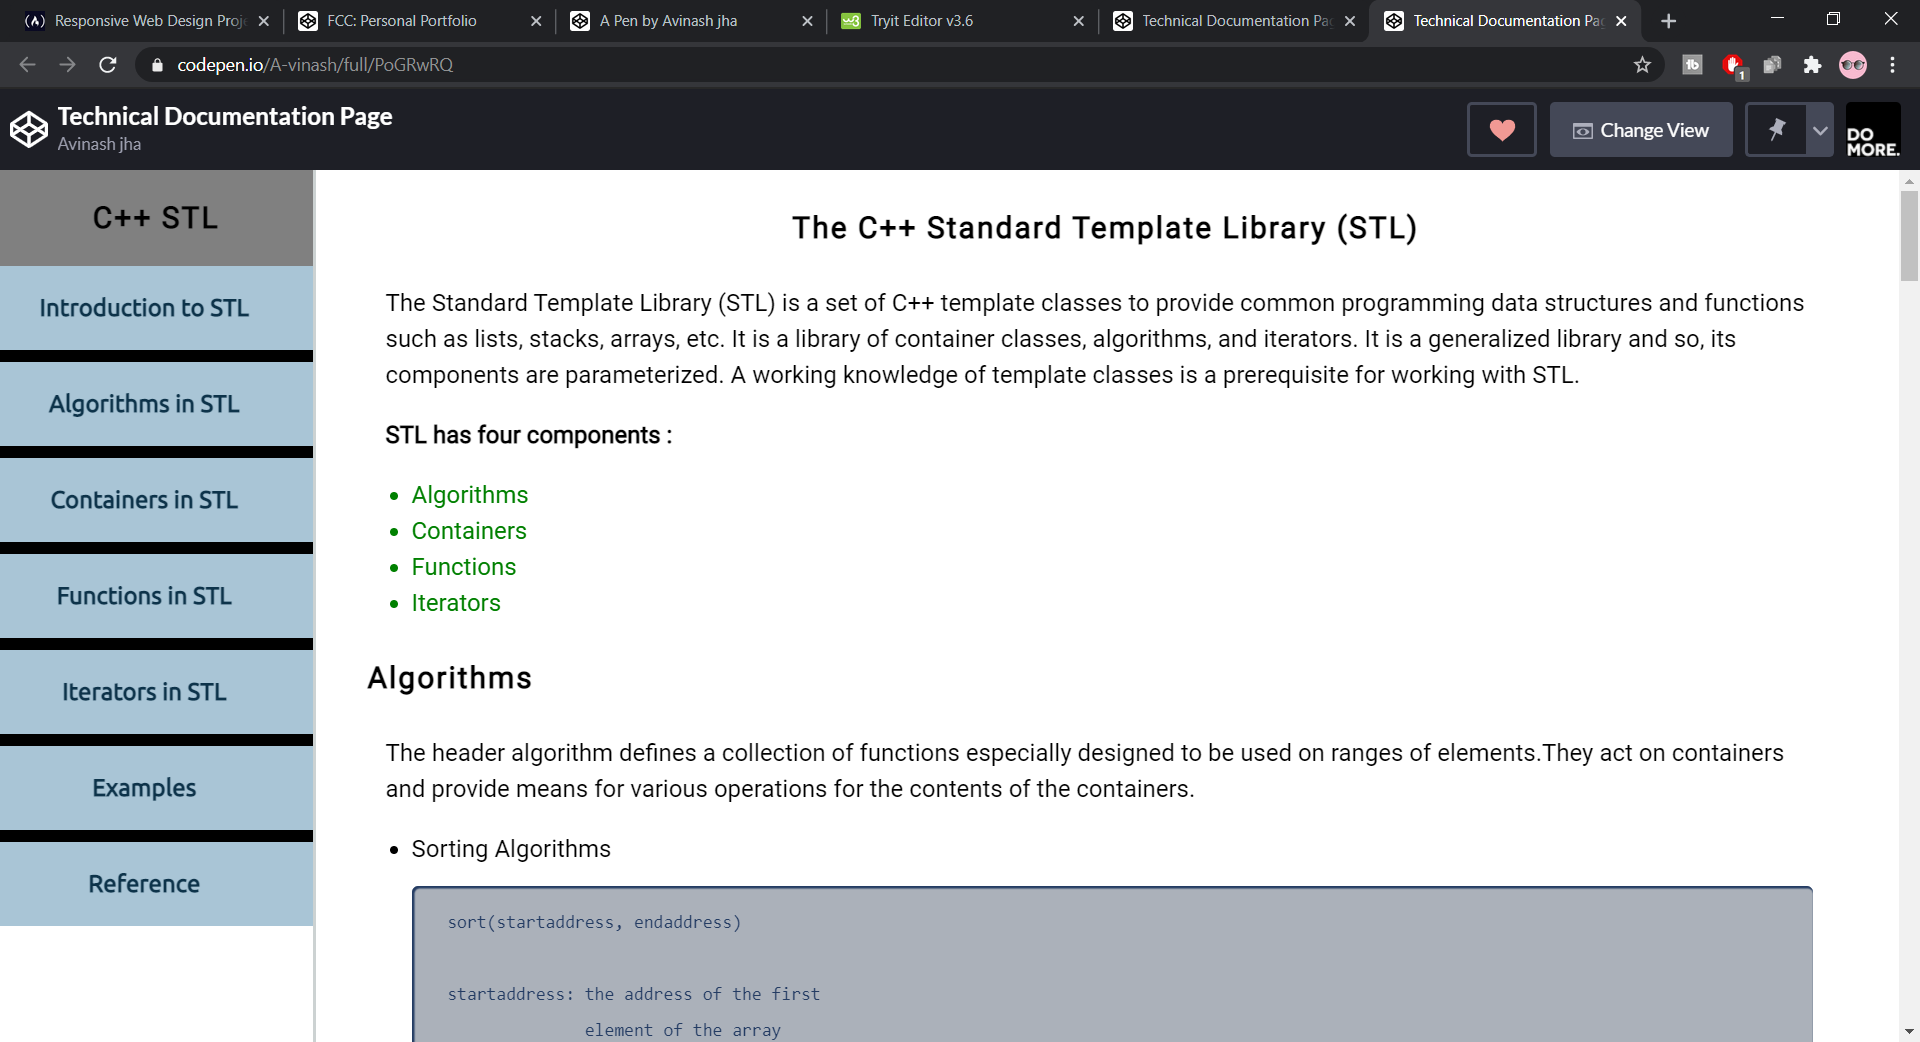 Responsive Web Design Proje
FCC: Personal Portfolio
A Pen by Avinash jha
Tryit Editor v3.6
Technical Documentation Pag
Technical Documentation Pag
codepen.io/A-vinash/full/PoGRwRQ
1
Technical Documentation Page
Avinash jha
Change View
DO
MORE.
C++ STL
Introduction to STL
Algorithms in STL
Containers in STL
Functions in STL
Iterators in STL
Examples
Reference
The C++ Standard Template Library (STL)
The Standard Template Library (STL) is a set of C++ template classes to provide common programming data structures and functions
such as lists, stacks, arrays, etc. It is a library of container classes, algorithms, and iterators. It is a generalized library and so, its
components are parameterized. A working knowledge of template classes is a prerequisite for working with STL.
STL has four components :
Algorithms
Containers
Functions
Iterators
Algorithms
The header algorithm defines a collection of functions especially designed to be used on ranges of elements.They act on containers
and provide means for various operations for the contents of the containers.
Sorting Algorithms
sort(startaddress, endaddress)
startaddress: the address of the first
element of the array